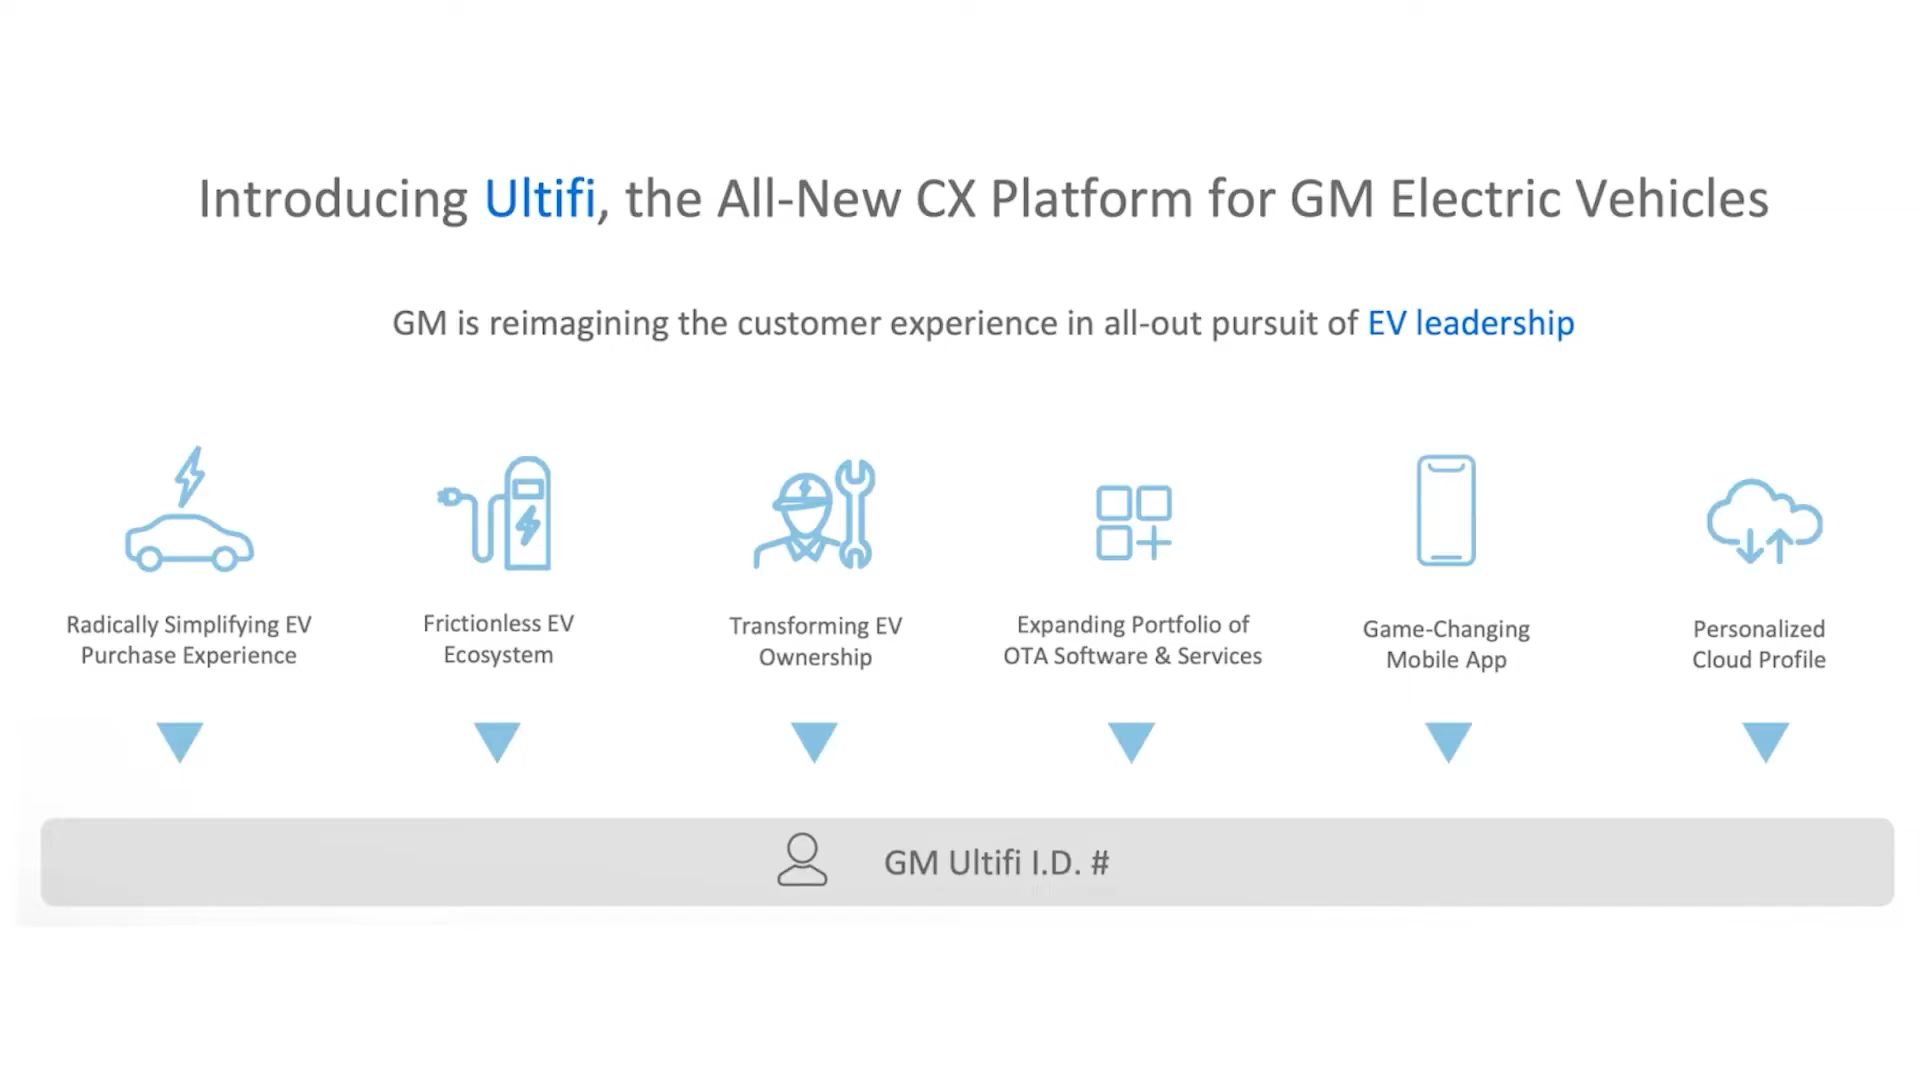 Introducing Ultifi, the All-New CX Platform for GM Electric Vehicles
GM is reimagining the customer experience in all-out pursuit of EV leadership
Radically Simplifying EV
Purchase Experience
Frictionless EV
Ecosystem
Transforming EV
Ownership
Expanding Portfolio of
OTA Software & Services
Game-Changing
Mobile App
Personalized
Cloud Profile
GM Ultifi I.D. #